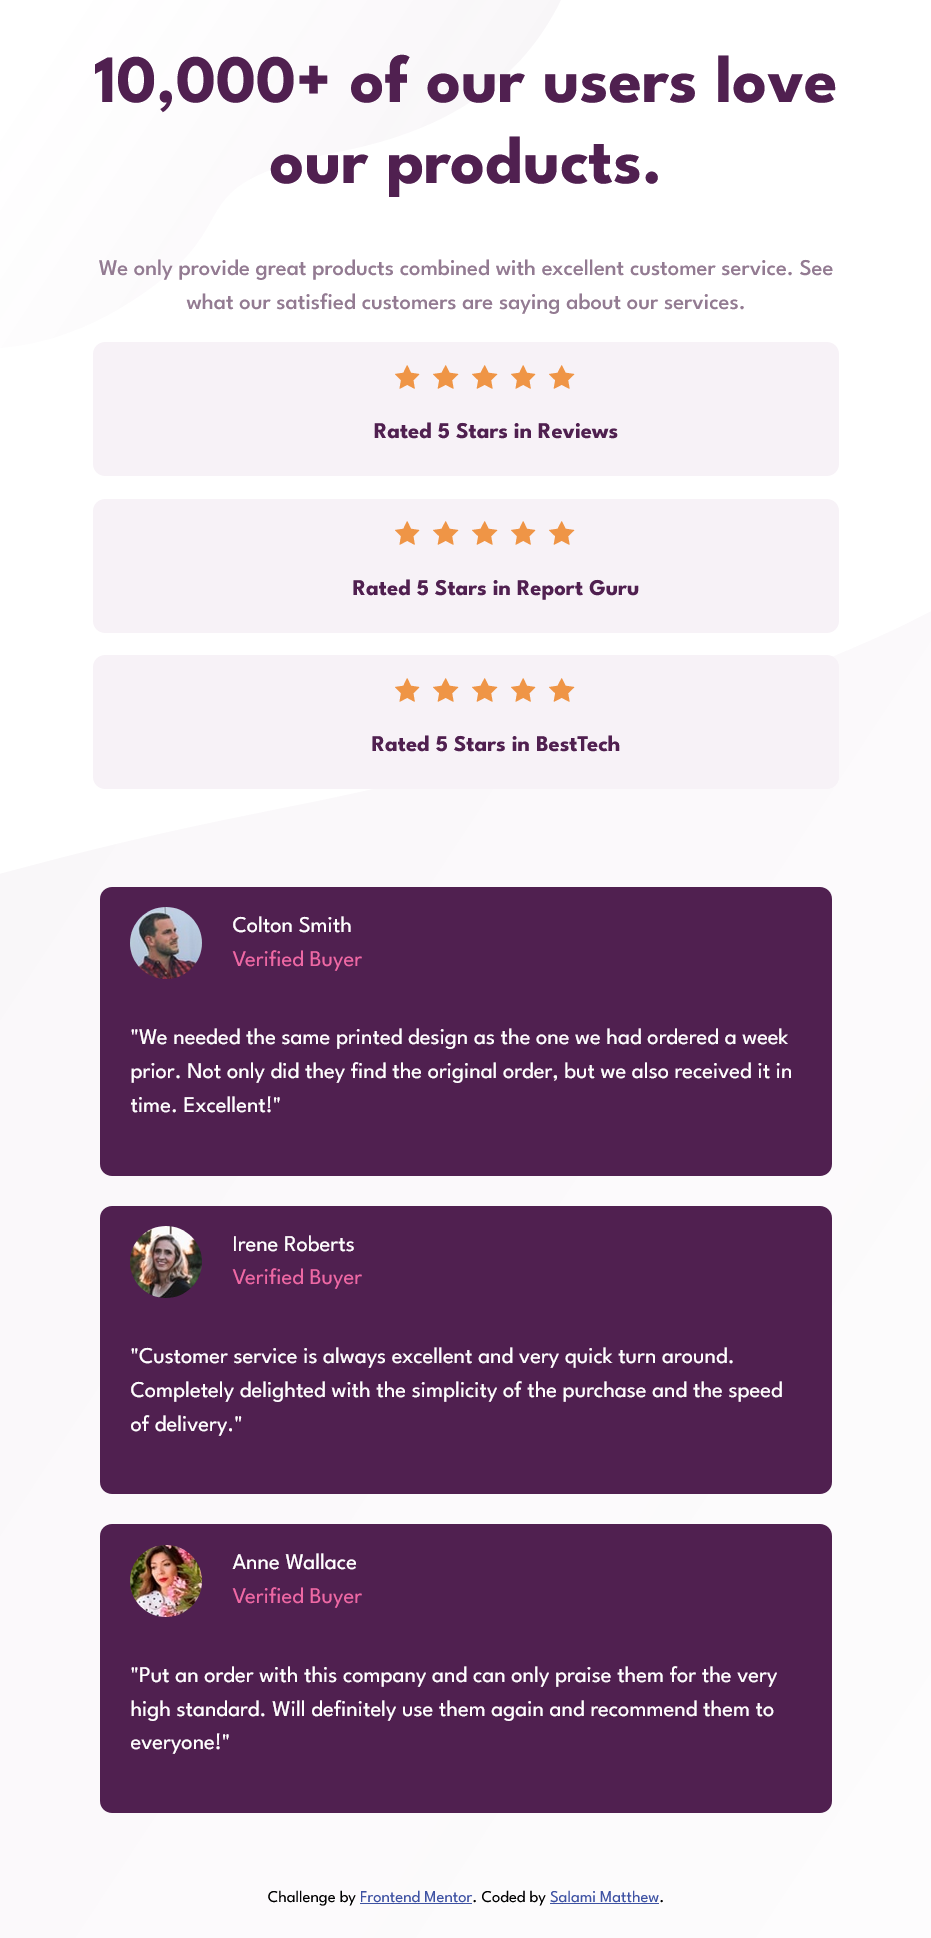 10,000+ of our users love
our products.
We only provide great products combined with excellent customer service. See
what our satisfied customers are saying about our services.
Rated 5 Stars in Reviews
Rated 5 Stars in Report Guru
Rated 5 Stars in BestTech
Colton Smith
Verified Buyer
"We needed the same printed design as the one we had ordered a week
prior. Not only did they find the original order, but we also received it in
time. Excellent!"
Irene Roberts
Verified Buyer
"Customer service is always excellent and very quick turn around.
Completely delighted with the simplicity of the purchase and the speed
of delivery."
Anne Wallace
Verified Buyer
"Put an order with this company and can only praise them for the very
high standard. Will definitely use them again and recommend them to
everyone!"
Challenge by Frontend Mentor. Coded by Salami Matthew.